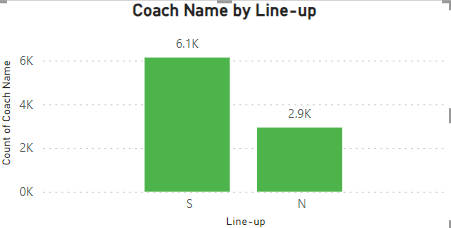 Coach Name by Line-up
Count of Coach Name
6K
4K
2K
0K
6.1K
2.9K
S
N
Line-up